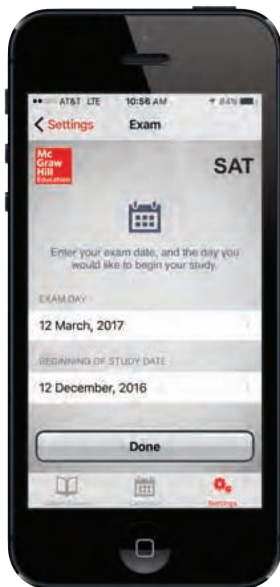 AT&T LTE 10:56 AM 84%
Settings Exam
Mc
Graw
Hill
Education
SAT
Enter your exam date, and the day you
would like to begin your study.
EXAM DAY
12 March, 2017
BEGINNING OF STUDY DATE
12 December, 2016
Done
Settings